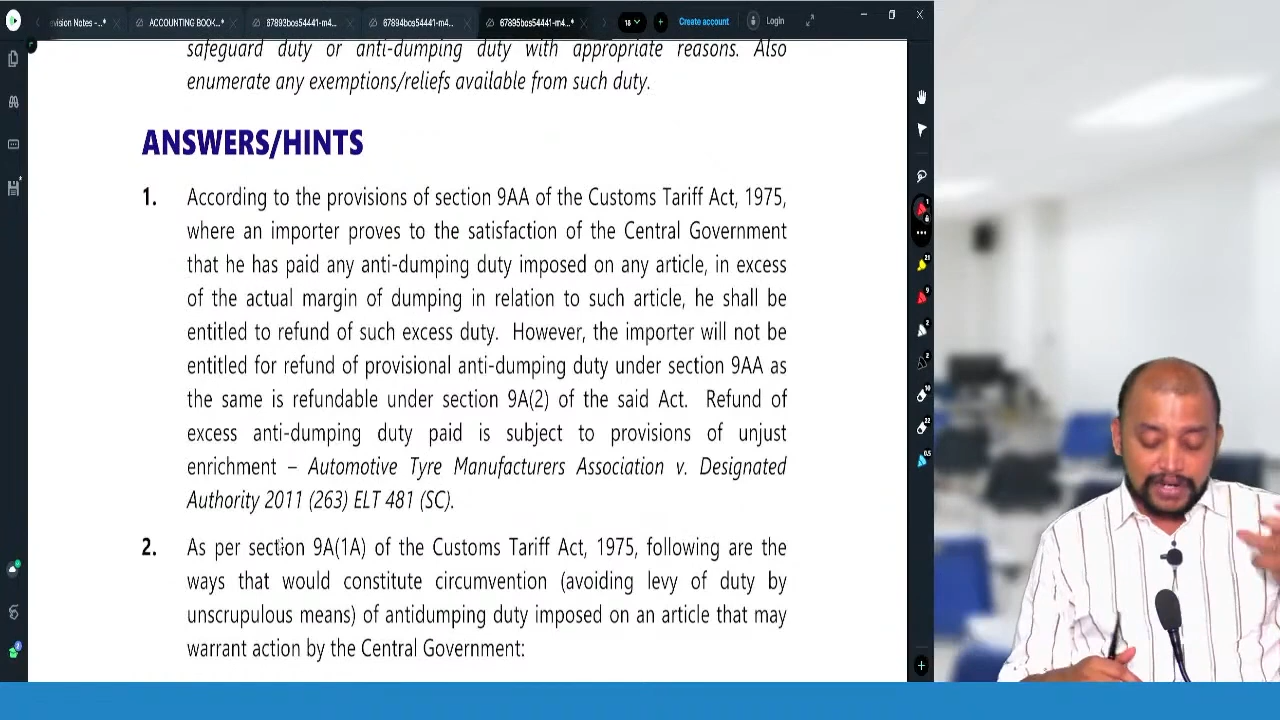 evision Notes -...*
ACCOUNTING BOOK...*
67893bos54441-m4...
67894bos54441-m4...
67895bos54441-m4...*
18
Create account
Login
safeguard duty or anti-dumping duty with appropriate reasons. Also
enumerate any exemptions/reliefs available from such duty.
ANSWERS/HINTS
1. According to the provisions of section 9AA of the Customs Tariff Act, 1975,
where an importer proves to the satisfaction of the Central Government
that he has paid any anti-dumping duty imposed on any article, in excess
of the actual margin of dumping in relation to such article, he shall be
entitled to refund of such excess duty. However, the importer will not be
entitled for refund of provisional anti-dumping duty under section 9AA as
the same is refundable under section 9A(2) of the said Act. Refund of
excess anti-dumping duty paid is subject to provisions of unjust
enrichment – Automotive Tyre Manufacturers Association v. Designated
Authority 2011 (263) ELT 481 (SC).
2. As per section 9A(1A) of the Customs Tariff Act, 1975, following are the
ways that would constitute circumvention (avoiding levy of duty by
unscrupulous means) of antidumping duty imposed on an article that may
warrant action by the Central Government: